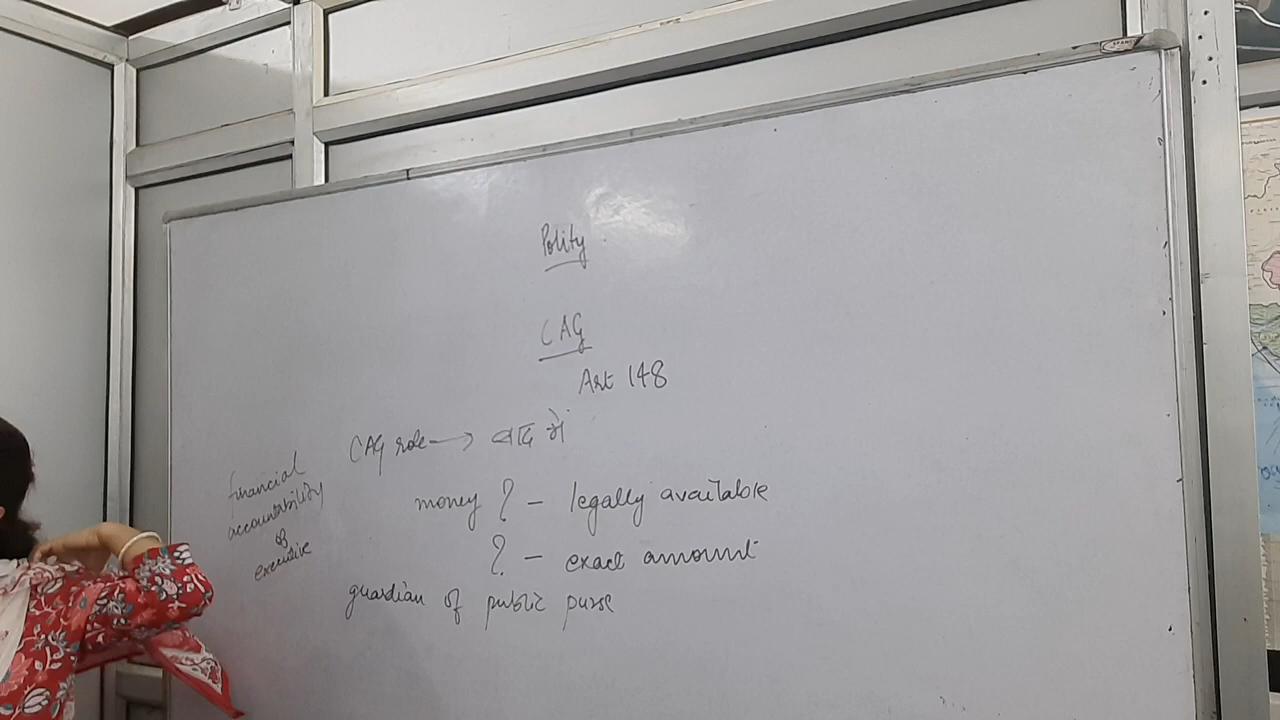 Polity
CAG
Art 148
CAG role → बाद में
money ? - legally available
? - exact amount
guardian of public purse
financial
accountability
of
executive